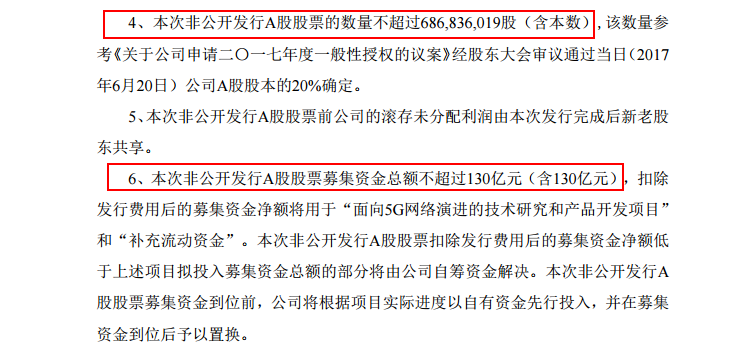 4、本次非公开发行A股股票的数量不超过686,836,019股（含本数）,该数量参
考《关于公司申请二〇一七年度一般性授权的议案》经股东大会审议通过当日（2017
年6月20日）公司A股股本的20%确定。
5、本次非公开发行A股股票前公司的滚存未分配利润由本次发行完成后新老股
东共享。
6、本次非公开发行A股股票募集资金总额不超过130亿元（含130亿元），扣除
发行费用后的募集资金净额将用于“面向5G网络演进的技术研究和产品开发项目”
和“补充流动资金”。本次非公开发行A股股票扣除发行费用后的募集资金净额低
于上述项目拟投入募集资金总额的部分将由公司自筹资金解决。本次非公开发行A
股股票募集资金到位前，公司将根据项目实际进度以自有资金先行投入，并在募集
资金到位后予以置换。